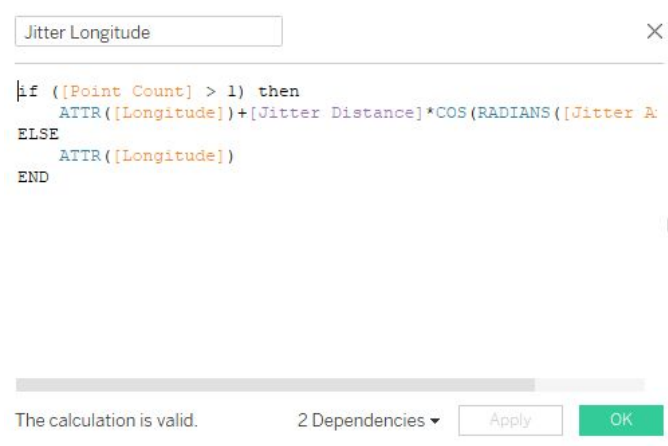 Jitter Longitude
if ([Point Count] > 1) then
ATTR([Longitude])+[Jitter Distance]*COS(RADIANS([Jitter
ELSE
ATTR([Longitude])
END
The calculation is valid.
2 Dependencies
Apply
OK